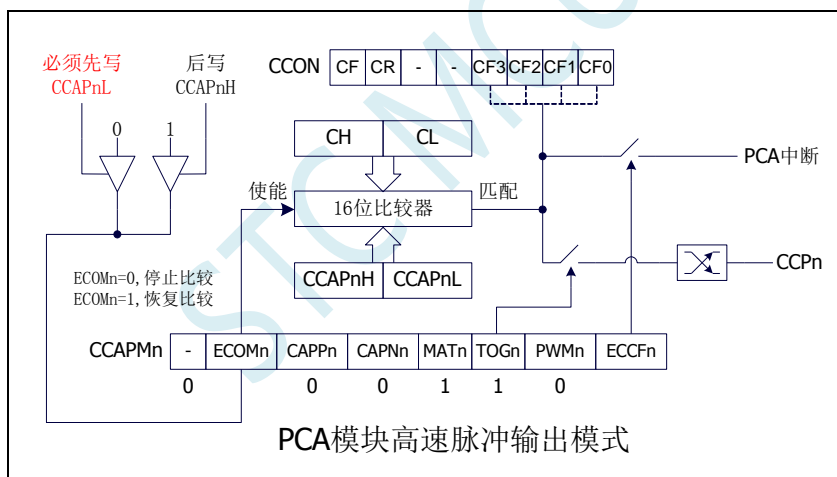 必须先写 后写
CCAPnL CCAPnH
CCON CF CR - - CF3 CF2 CF1 CF0
0 1
CH CL
PCA中断
使能 16位比较器 匹配
CCPn
CCAPnH CCAPnL
ECOMn=0,停止比较
ECOMn=1,恢复比较
CCAPMn - ECOMn CAPPn CAPNn MATn TOGn PWMn ECCFn
0 0 0 1 1 0
PCA模块高速脉冲输出模式
STC MCU